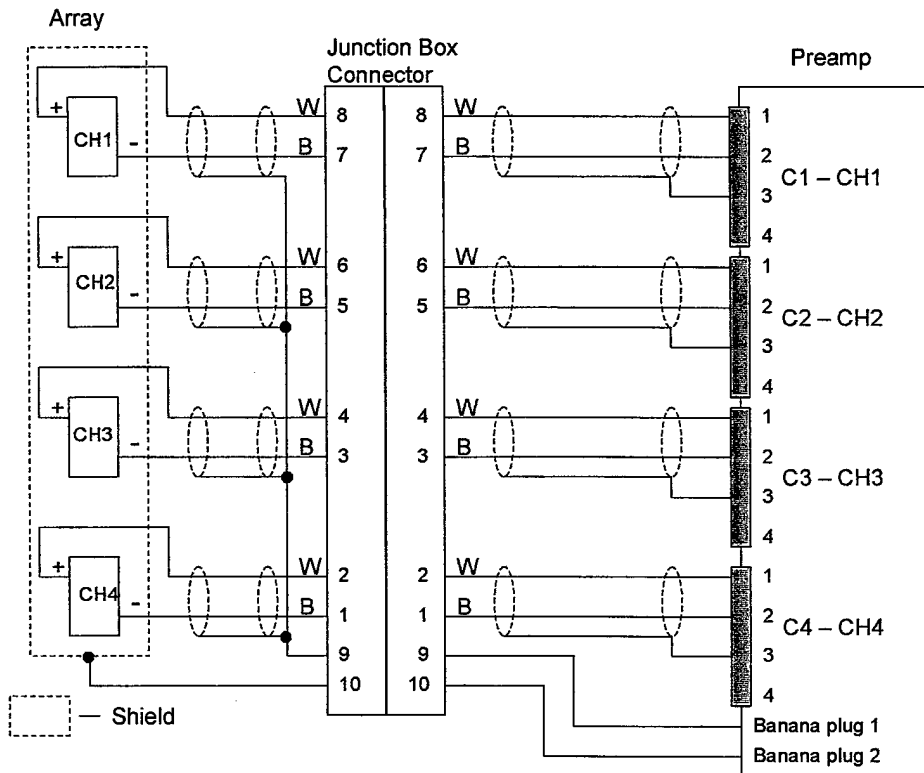 Array
Junction Box
Connector
Preamp
+ CH1 -
W 8 8 W 1
B 7 7 B 2
C1 – CH1
3
4
+ CH2 -
W 6 6 W 1
B 5 5 B 2
C2 – CH2
3
4
+ CH3 -
W 4 4 W 1
B 3 3 B 2
C3 – CH3
3
4
+ CH4 -
W 2 2 W 1
B 1 1 B 2
C4 – CH4
9 9 3
10 10 4
— Shield
Banana plug 1
Banana plug 2